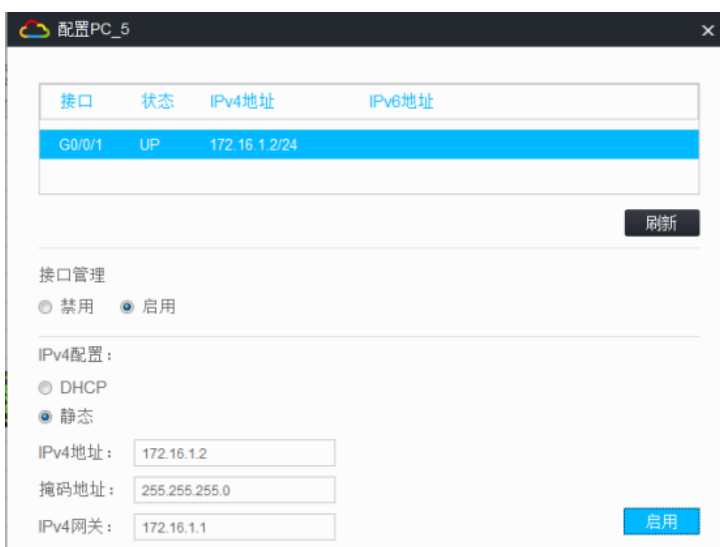 配置PC_5
接口 状态 IPv4地址 IPv6地址
G0/0/1 UP 172.16.1.2/24
刷新
接口管理
禁用 启用
IPv4配置：
DHCP
静态
IPv4地址： 172.16.1.2
掩码地址： 255.255.255.0
IPv4网关： 172.16.1.1
启用